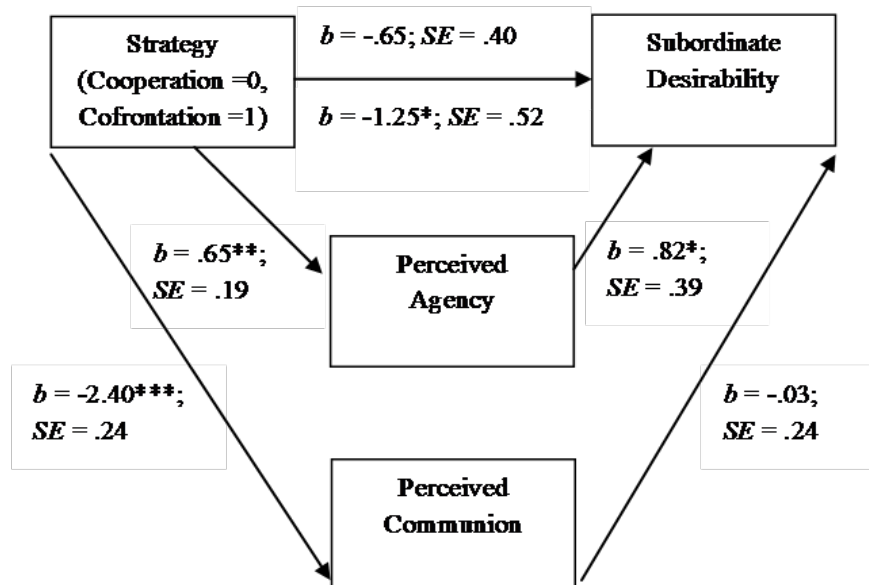 Strategy
(Cooperation =0,
Cofrontation =1)
b = -.65; SE = .40
b = -1.25*; SE = .52
Subordinate
Desirability
b = .65**;
SE = .19
Perceived
Agency
b = .82*;
SE = .39
b = -2.40***;
SE = .24
Perceived
Communion
b = -.03;
SE = .24